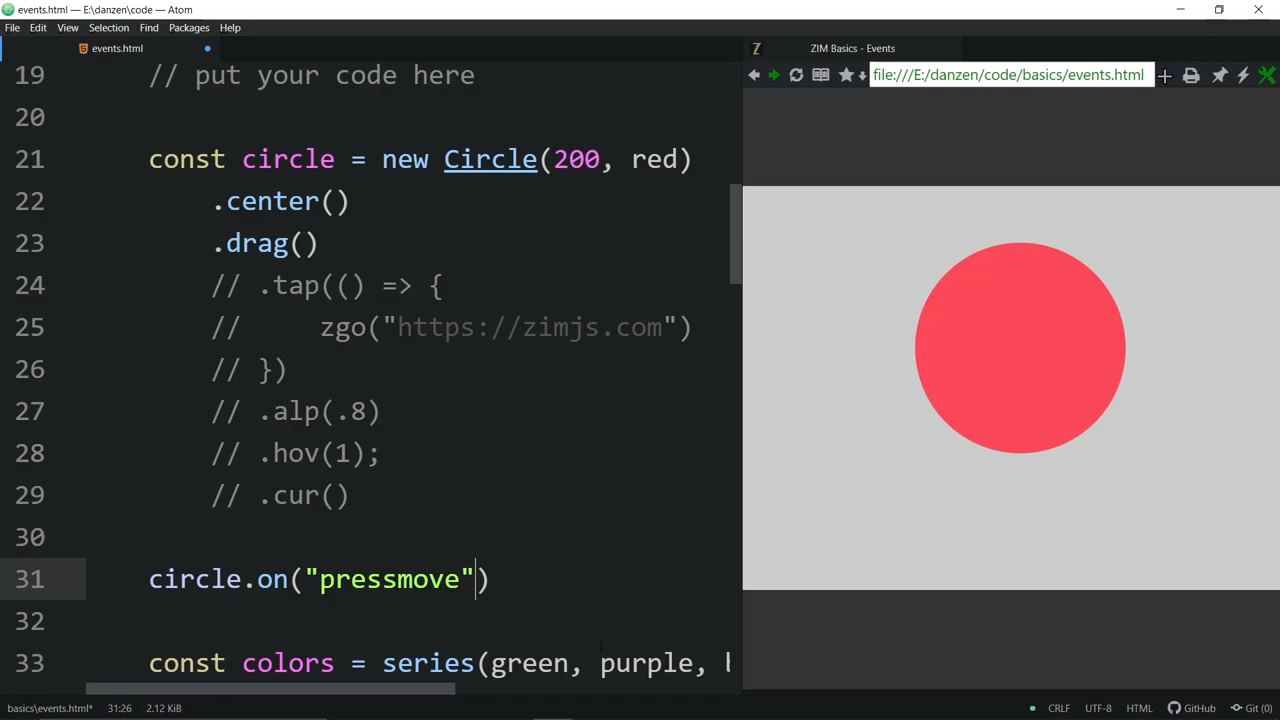 events.html — E:\danzen\code — Atom
File Edit View Selection Find Packages Help
events.html
ZIM Basics - Events
file:///E:/danzen/code/basics/events.html
19 // put your code here
20
21 const circle = new Circle(200, red)
22 .center()
23 .drag()
24 // .tap(() => {
25 // zgo("https://zimjs.com")
26 // })
27 // .alp(.8)
28 // .hov(1);
29 // .cur()
30
31 circle.on("pressmove")
32
33 const colors = series(green, purple,
basics\events.html* 31:26 2.12 KiB CRLF UTF-8 HTML GitHub Git (0)